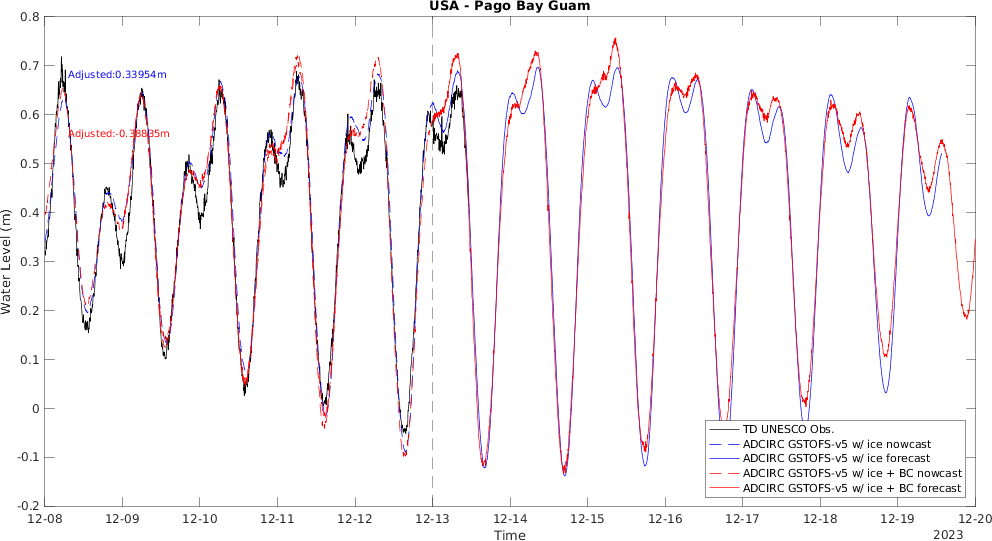 USA - Pago Bay Guam
0.8
0.7
0.6
0.5
0.4
0.3
0.2
0.1
0
-0.1
-0.2
Water Level (m)
Adjusted:0.33954m
Adjusted:-0.38835m
TD UNESCO Obs.
ADCIRC GSTOFS-v5 w/ ice nowcast
ADCIRC GSTOFS-v5 w/ ice forecast
ADCIRC GSTOFS-v5 w/ ice + BC nowcast
ADCIRC GSTOFS-v5 w/ ice + BC forecast
12-08 12-09 12-10 12-11 12-12 12-13 12-14 12-15 12-16 12-17 12-18 12-19 12-20
Time
2023